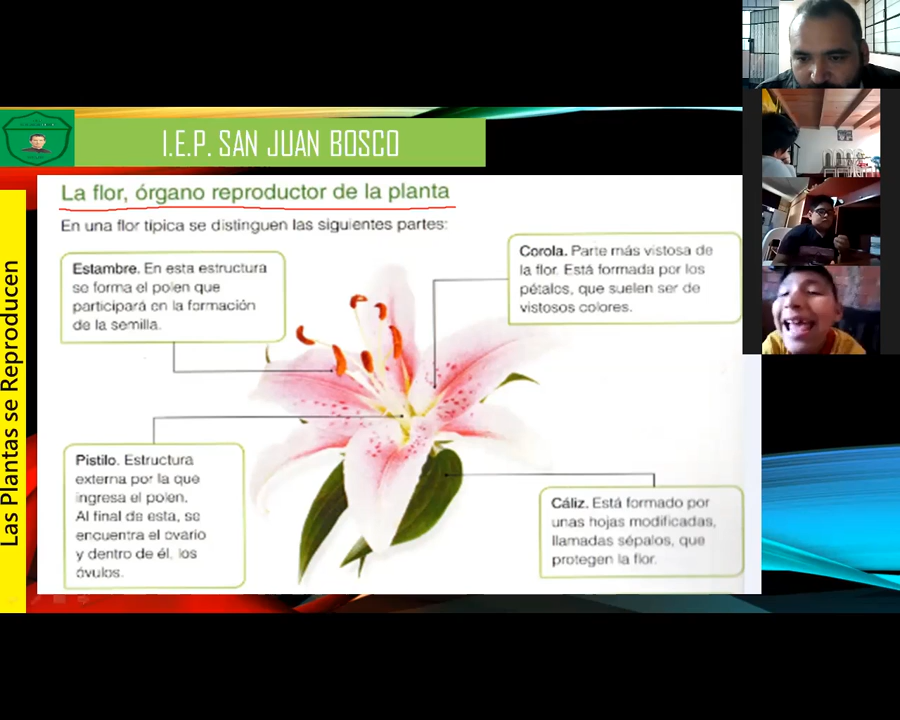 I.E.P. SAN JUAN BOSCO
Las Plantas se Reproducen
La flor, órgano reproductor de la planta
En una flor típica se distinguen las siguientes partes:
Estambre. En esta estructura
se forma el polen que
participará en la formación
de la semilla.
Corola. Parte más vistosa de
la flor. Está formada por los
pétalos, que suelen ser de
vistosos colores.
Pistilo. Estructura
externa por la que
ingresa el polen.
Al final de esta, se
encuentra el ovario
y dentro de él, los
óvulos.
Cáliz. Está formado por
unas hojas modificadas,
llamadas sépalos, que
protegen la flor.